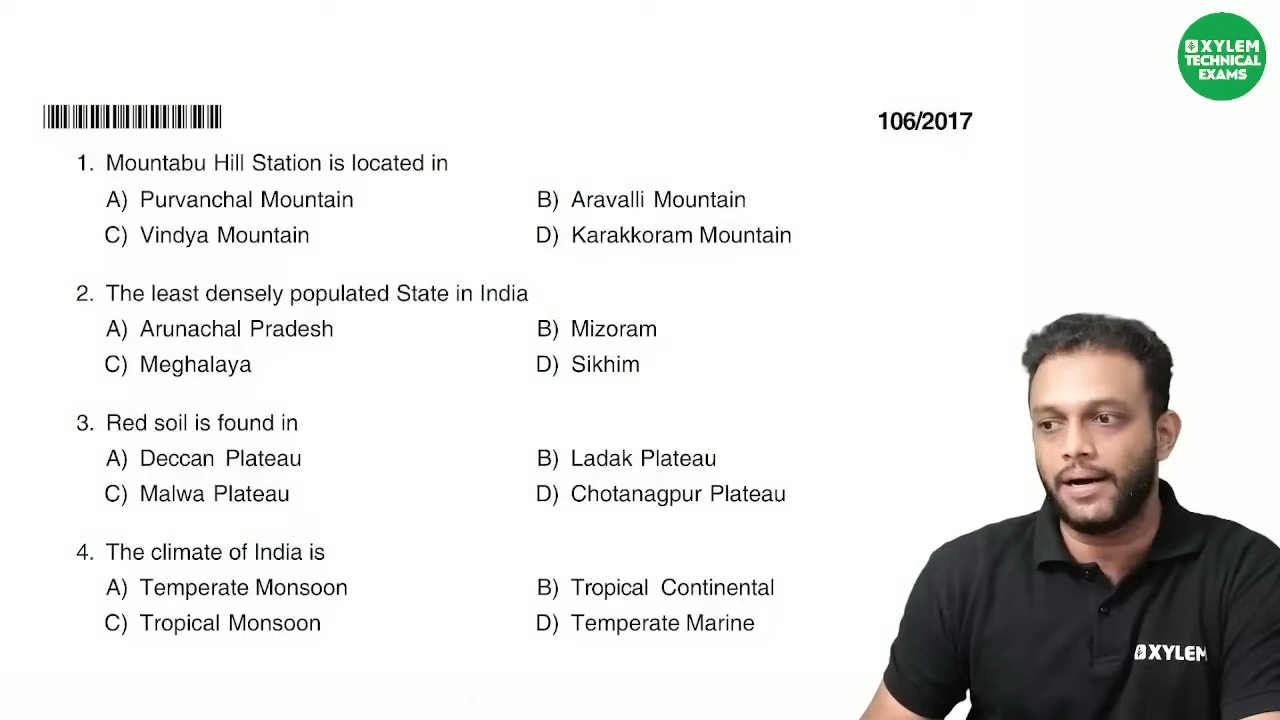 XYLEM
TECHNICAL
EXAMS
106/2017
1. Mountabu Hill Station is located in
A) Purvanchal Mountain B) Aravalli Mountain
C) Vindya Mountain D) Karakkoram Mountain
2. The least densely populated State in India
A) Arunachal Pradesh B) Mizoram
C) Meghalaya D) Sikhim
3. Red soil is found in
A) Deccan Plateau B) Ladak Plateau
C) Malwa Plateau D) Chotanagpur Plateau
4. The climate of India is
A) Temperate Monsoon B) Tropical Continental
C) Tropical Monsoon D) Temperate Marine
XYLEM